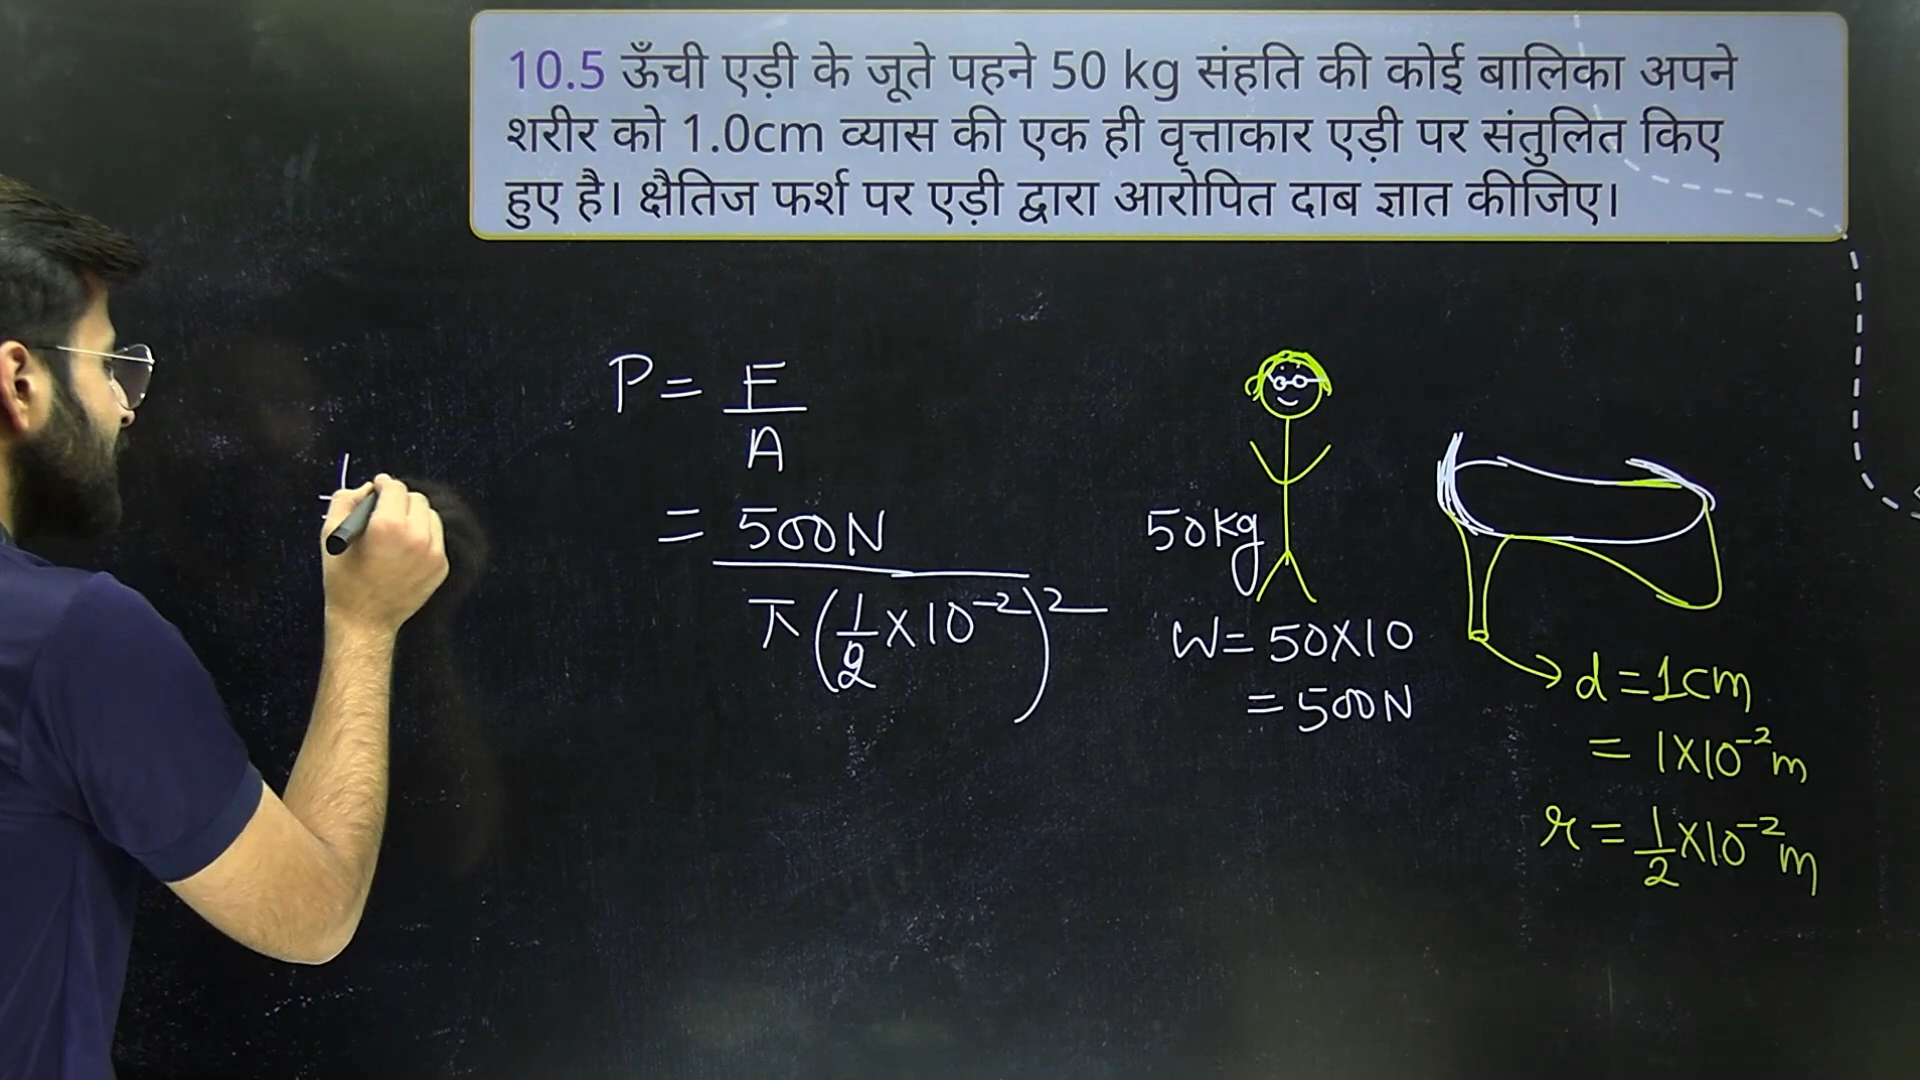 10.5 ऊँची एड़ी के जूते पहने 50 kg संहति की कोई बालिका अपने
शरीर को 1.0cm व्यास की एक ही वृत्ताकार एड़ी पर संतुलित किए
हुए है। क्षैतिज फर्श पर एड़ी द्वारा आरोपित दाब ज्ञात कीजिए।
P = F/A
= 500N / π(1/2 × 10⁻²)²
50kg
W = 50×10
= 500N
d = 1cm
= 1×10⁻² m
r = 1/2 ×10⁻² m